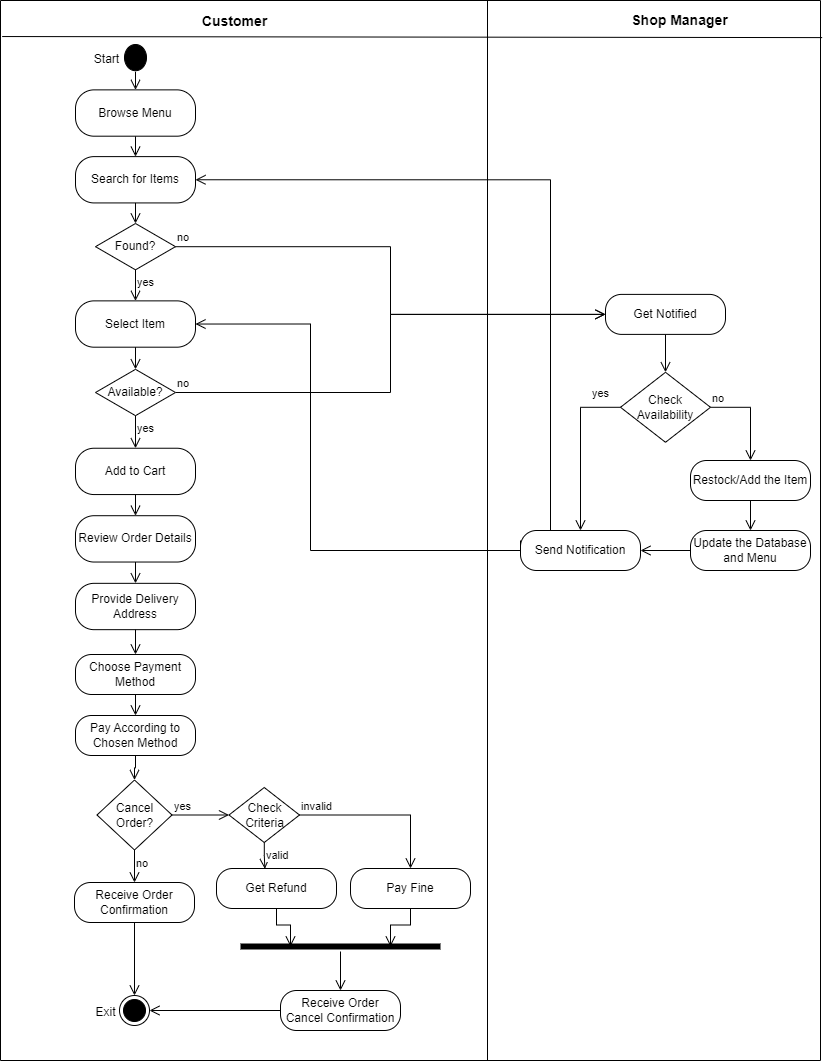 Customer
Shop Manager
Start
Browse Menu
Search for Items
Found?
no
yes
Select Item
Get Notified
Available?
no
yes
Check
Availability
yes
no
Add to Cart
Restock/Add the Item
Review Order Details
Send Notification
Update the Database
and Menu
Provide Delivery
Address
Choose Payment
Method
Pay According to
Chosen Method
Cancel
Order?
yes
no
Check
Criteria
invalid
valid
Get Refund
Pay Fine
Receive Order
Confirmation
Receive Order
Cancel Confirmation
Exit